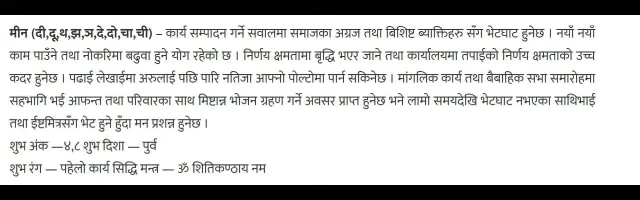 मीन (दी,दू,थ,झ,ञ,दे,दो,चा,ची) – कार्य सम्पादन गर्ने सवालमा समाजका अग्रज तथा बिशिष्ट ब्याक्तिहरु सँग भेटघाट हुनेछ । नयाँ नयाँ
काम पाउँने तथा नोकरिमा बढुवा हुने योग रहेको छ । निर्णय क्षमतामा बृद्धि भएर जाने तथा कार्यालयमा तपाईको निर्णय क्षमताको उच्च
कदर हुनेछ । पढाई लेखाईमा अरुलाई पछि पारि नतिजा आफ्नो पोल्टोमा पार्न सकिनेछ । मांगलिक कार्य तथा बैबाहिक सभा समारोहमा
सहभागि भई आफन्त तथा परिवारका साथ मिष्टान्न भोजन ग्रहण गर्ने अवसर प्राप्त हुनेछ भने लामो समयदेखि भेटघाट नभएका साथिभाई
तथा ईष्टमित्रसँग भेट हुने हुँदा मन प्रशन्न हुनेछ ।
शुभ अंक —४,८ शुभ दिशा — पुर्व
शुभ रंग — पहेलो कार्य सिद्धि मन्त्र — ॐ शितिकण्ठाय नम